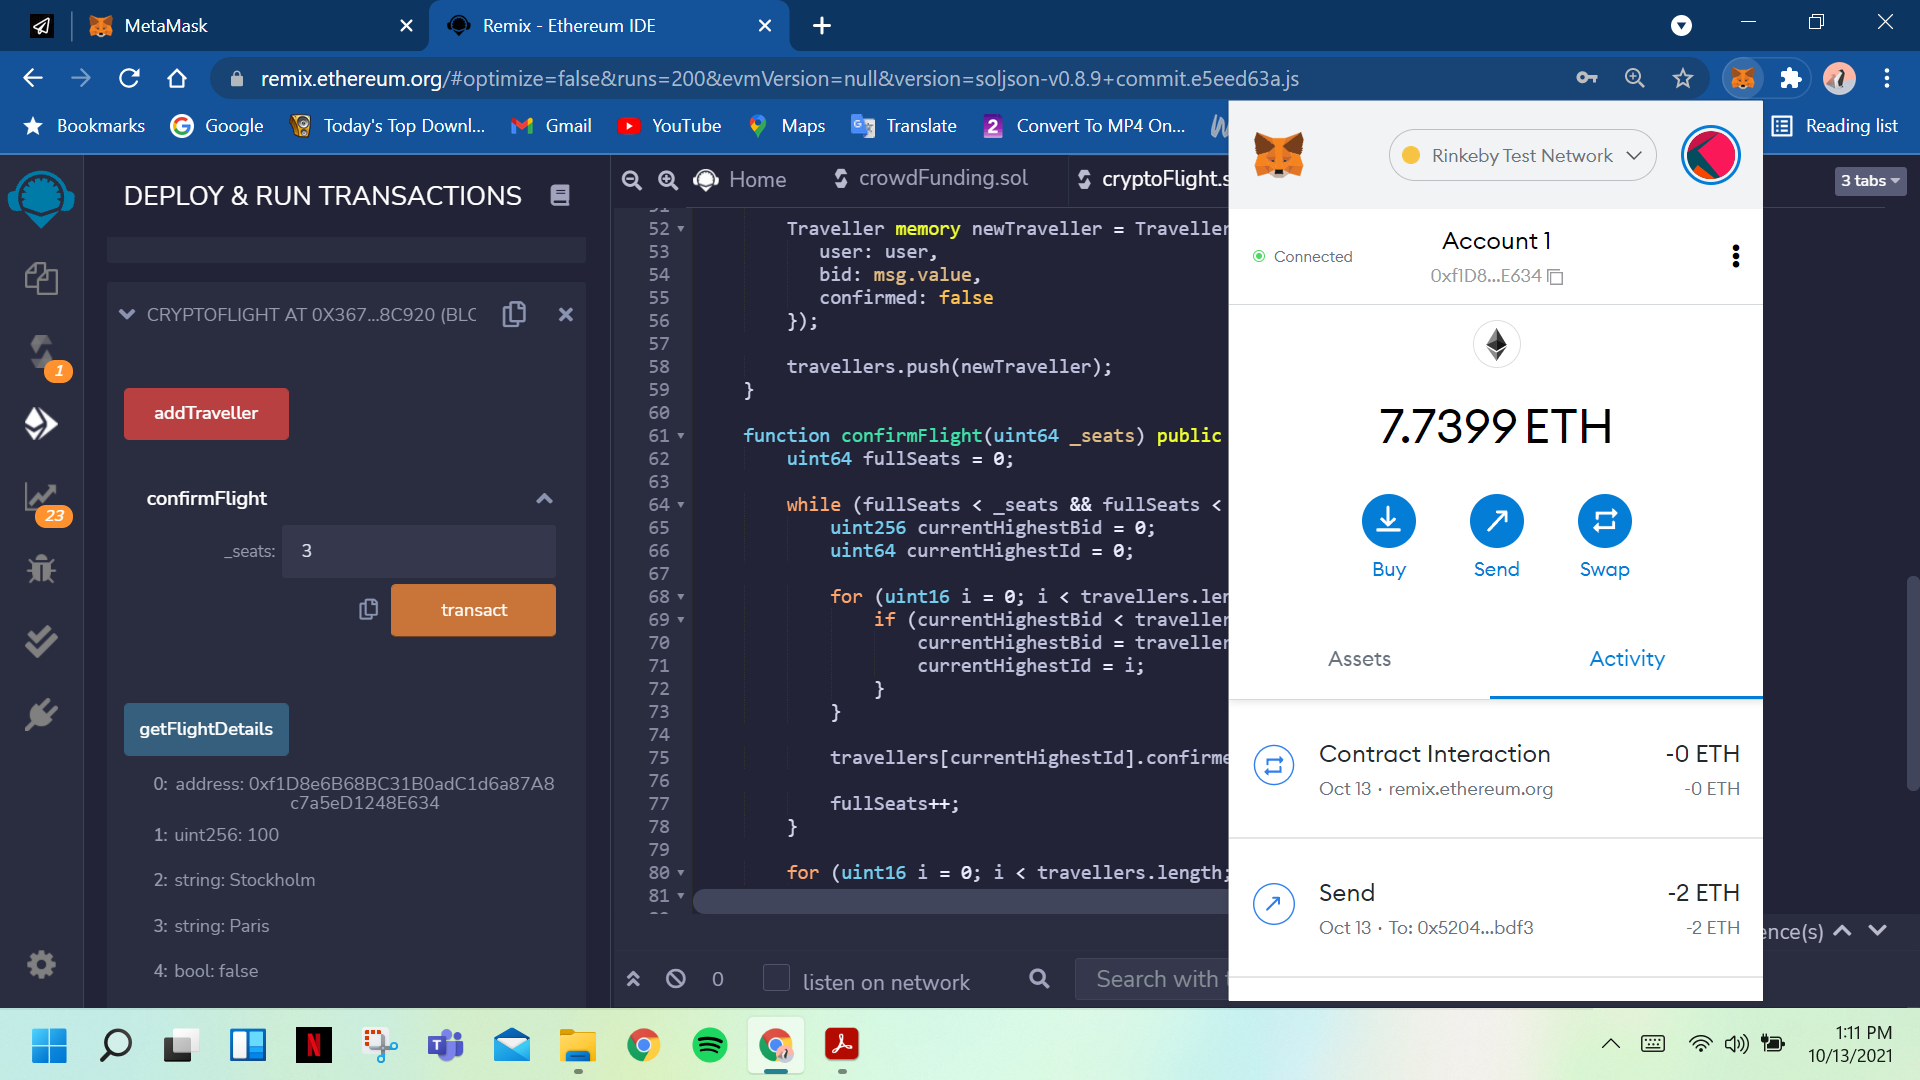 MetaMask
Remix - Ethereum IDE
remix.ethereum.org/#optimize=false&runs=200&evmVersion=null&version=soljson-v0.8.9+commit.e5eed63a.js
Bookmarks
Google
Today's Top Downl...
Gmail
YouTube
Maps
Translate
2
Convert To MP4 On...
Reading list
DEPLOY & RUN TRANSACTIONS
CRYPTOFLIGHT AT 0X367...8C920 (BLC
1
23
addTraveller
confirmFlight
_seats:
3
transact
getFlightDetails
0: address: 0xf1D8e6B68BC31B0adC1d6a87A8
c7a5eD1248E634
1: uint256: 100
2: string: Stockholm
3: string: Paris
4: bool: false
Home
crowdFunding.sol
cryptoFlight.s
3 tabs
51
52 Traveller memory newTraveller = Traveller
53 user: user,
54 bid: msg.value,
55 confirmed: false
56 });
57
58 travellers.push(newTraveller);
59 }
60
61 function confirmFlight(uint64 _seats) public
62 uint64 fullSeats = 0;
63
64 while (fullSeats < _seats && fullSeats <
65 uint256 currentHighestBid = 0;
66 uint64 currentHighestId = 0;
67
68 for (uint16 i = 0; i < travellers.len
69 if (currentHighestBid < traveller
70 currentHighestBid = traveller
71 currentHighestId = i;
72 }
73 }
74
75 travellers[currentHighestId].confirme
76
77 fullSeats++;
78 }
79
80 for (uint16 i = 0; i < travellers.length;
81
0
listen on network
Search with t
ence(s)
Rinkeby Test Network
Connected
Account 1
0xf1D8...E634
7.7399 ETH
Buy
Send
Swap
Assets
Activity
Contract Interaction
-0 ETH
Oct 13 · remix.ethereum.org
-0 ETH
Send
-2 ETH
Oct 13 · To: 0x5204...bdf3
-2 ETH
N
T
1:11 PM
10/13/2021